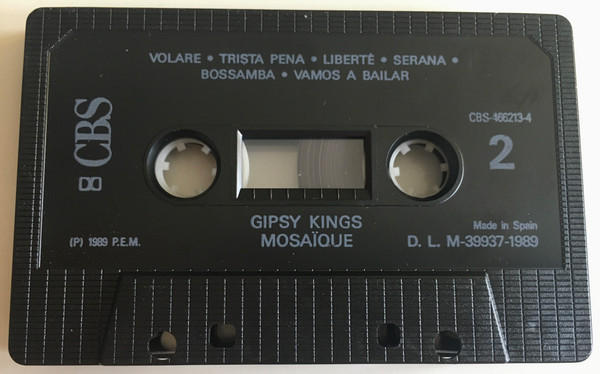 VOLARE • TRISTA PENA • LIBERTÈ • SERANA •
BOSSAMBA • VAMOS A BAILAR
CBS
CBS-466213-4
2
GIPSY KINGS
MOSAÏQUE
(P) 1989 P.E.M.
Made in Spain
D. L. M-39937-1989